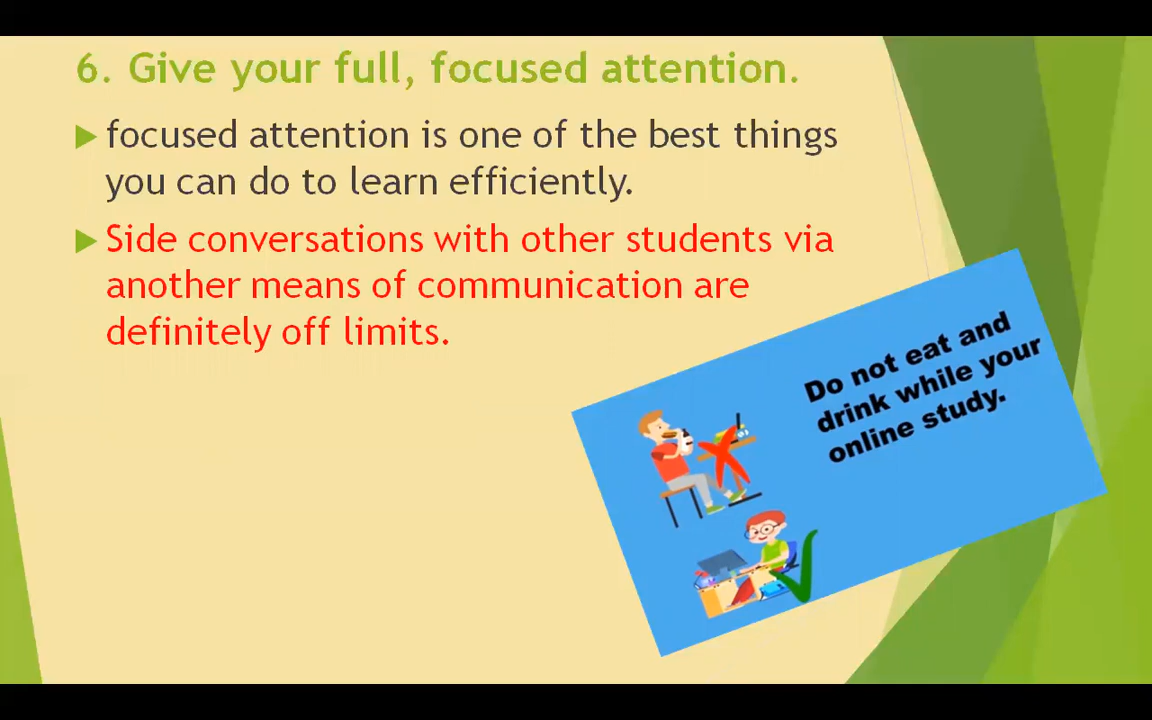 6. Give your full, focused attention.
focused attention is one of the best things
you can do to learn efficiently.
Side conversations with other students via
another means of communication are
definitely off limits.
Do not eat and
drink while your
online study.